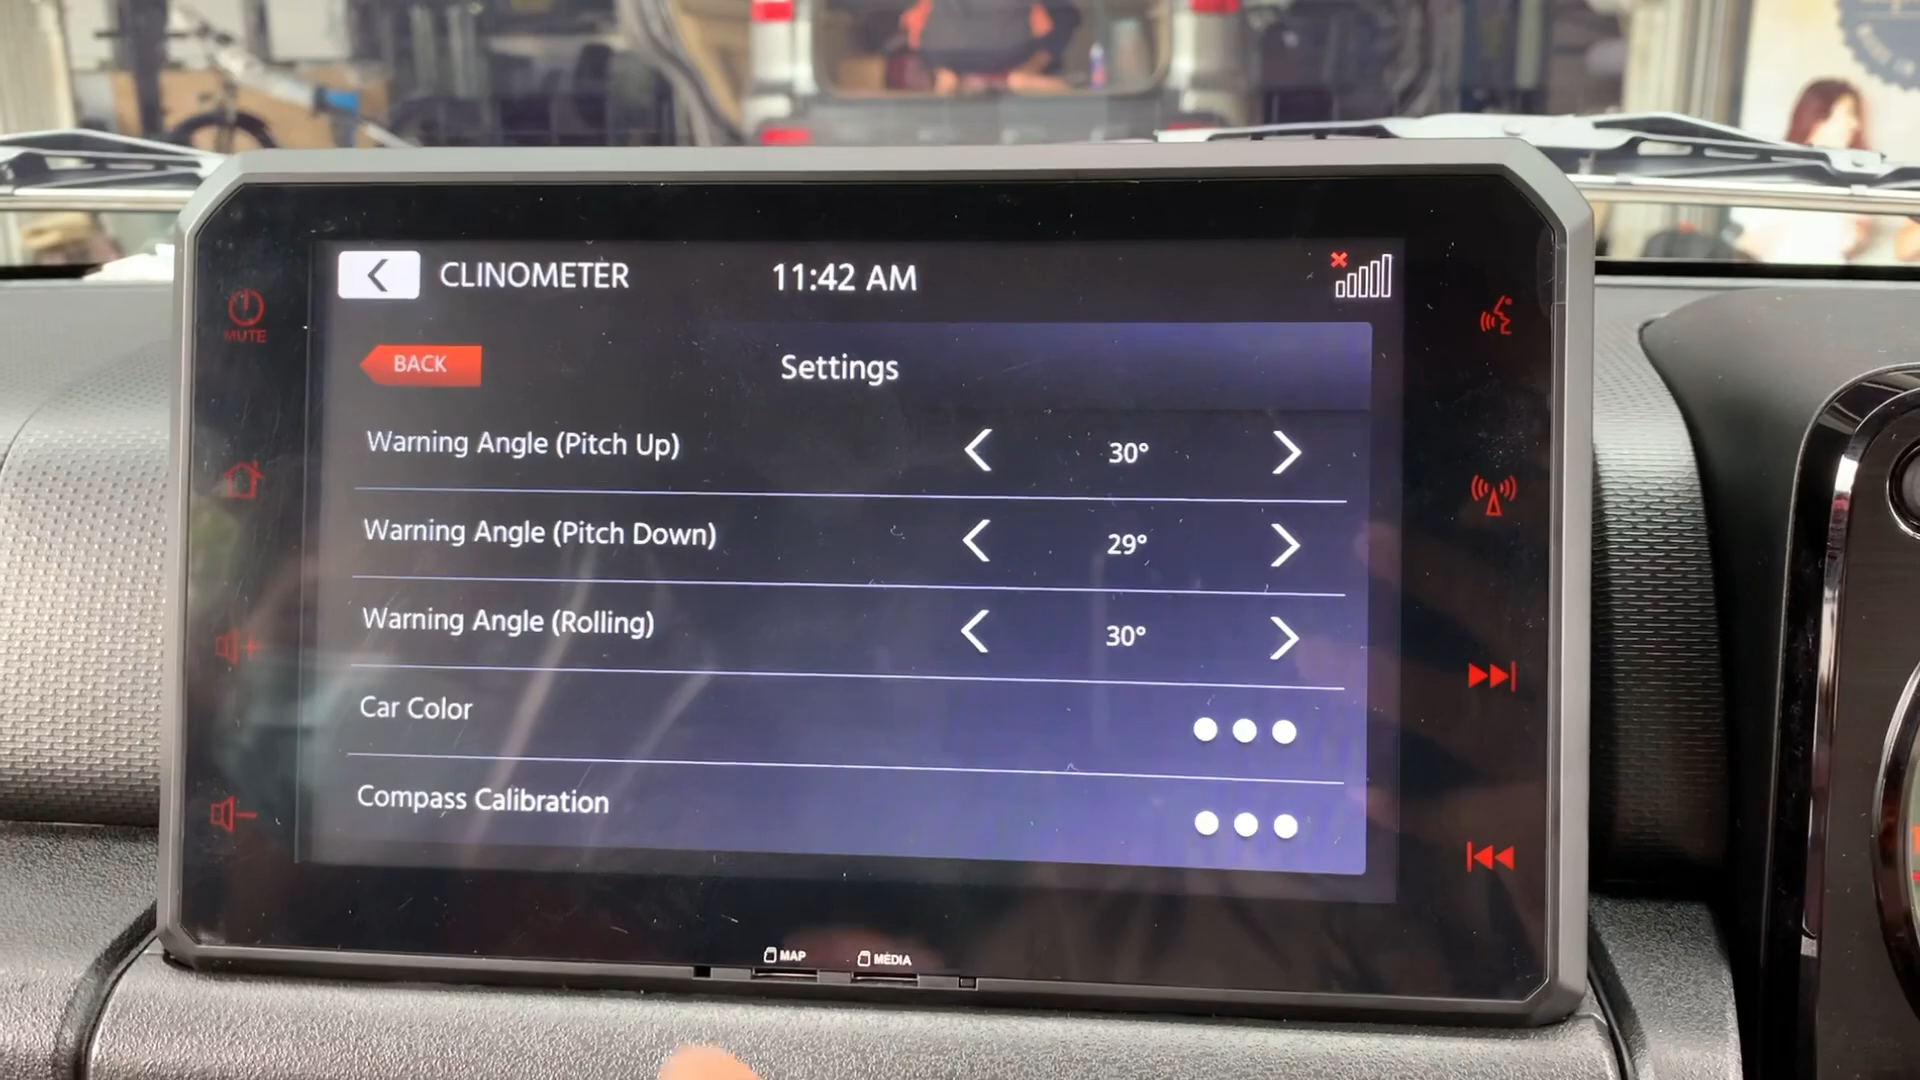 CLINOMETER
11:42 AM
MUTE
BACK
Settings
Warning Angle (Pitch Up)
30°
Warning Angle (Pitch Down)
29°
Warning Angle (Rolling)
30°
Car Color
Compass Calibration
MAP
MEDIA